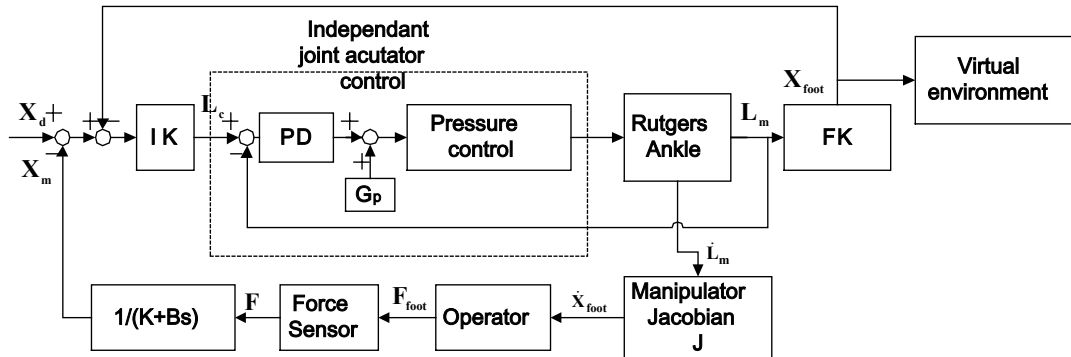 Independant
joint acutator
control
X_foot
Virtual
environment
X_d +
+ −
L_c +
−
I K
PD
+
+
G_p
Pressure
control
Rutgers
Ankle
L_m
FK
−
X_m
L̇_m
1/(K+Bs)
F
Force
Sensor
F_foot
Operator
Ẋ_foot
Manipulator
Jacobian
J